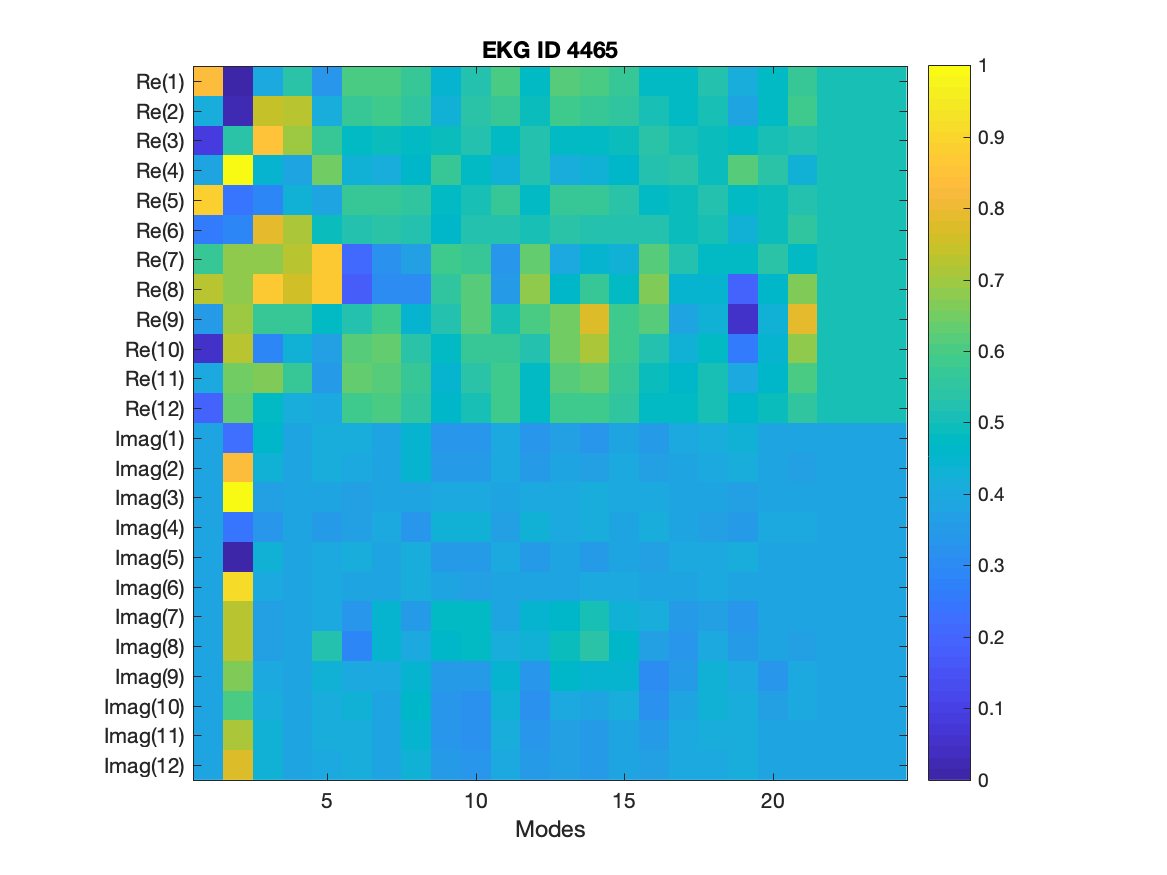 EKG ID 4465
Re(1)
Re(2)
Re(3)
Re(4)
Re(5)
Re(6)
Re(7)
Re(8)
Re(9)
Re(10)
Re(11)
Re(12)
Imag(1)
Imag(2)
Imag(3)
Imag(4)
Imag(5)
Imag(6)
Imag(7)
Imag(8)
Imag(9)
Imag(10)
Imag(11)
Imag(12)
5 10 15 20
Modes
1
0.9
0.8
0.7
0.6
0.5
0.4
0.3
0.2
0.1
0